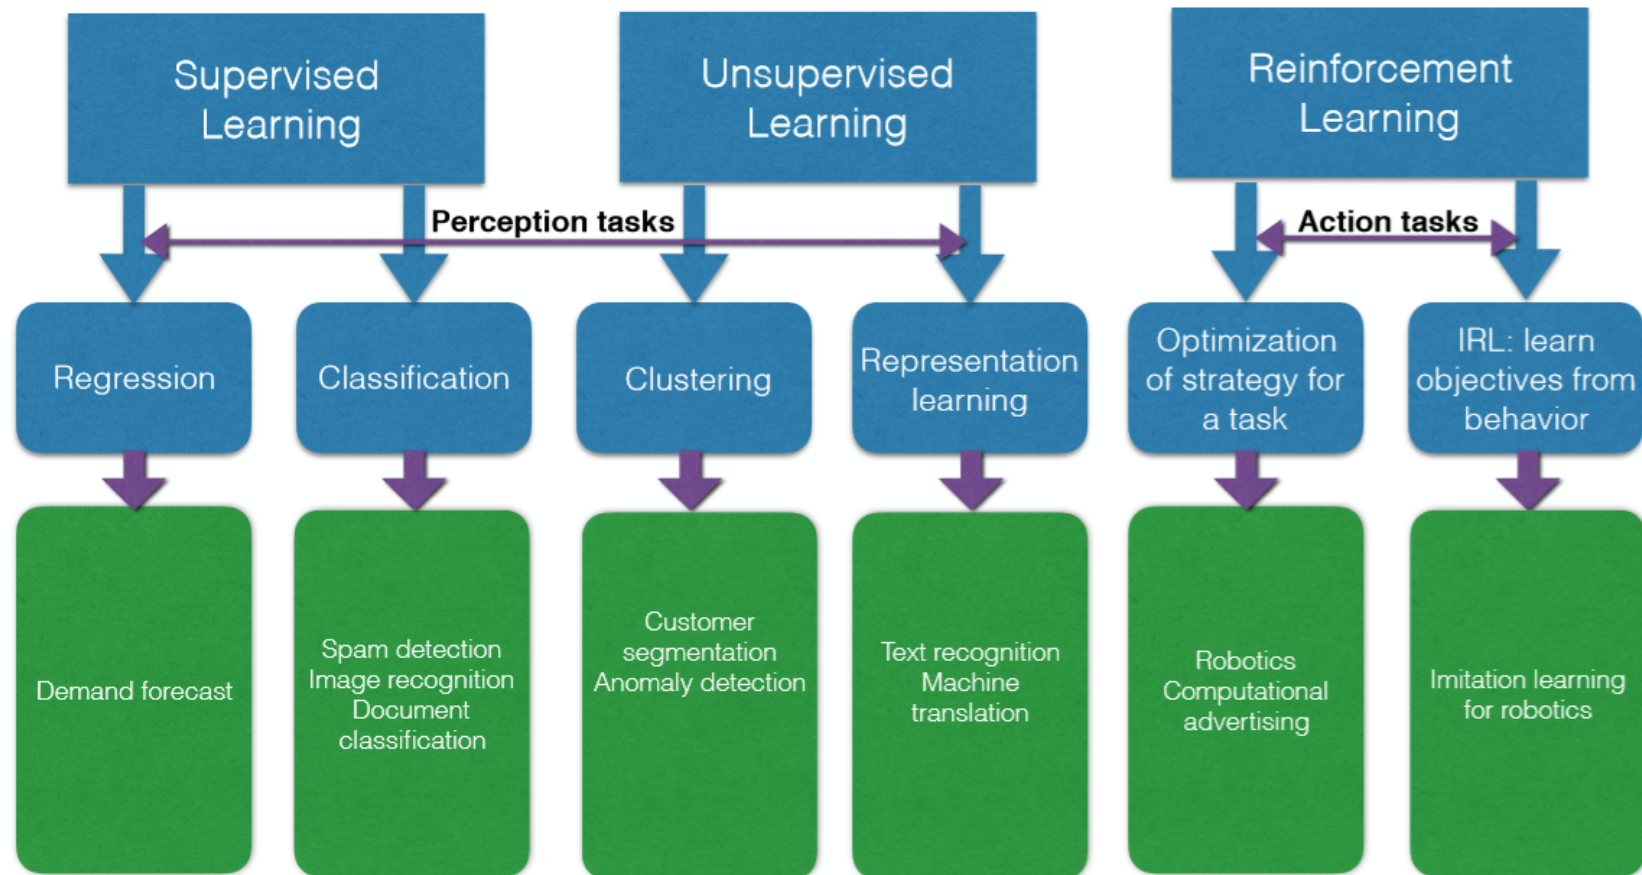 Supervised
Learning
Unsupervised
Learning
Reinforcement
Learning
Perception tasks
Action tasks
Regression
Classification
Clustering
Representation
learning
Optimization
of strategy for
a task
IRL: learn
objectives from
behavior
Demand forecast
Spam detection
Image recognition
Document
classification
Customer
segmentation
Anomaly detection
Text recognition
Machine
translation
Robotics
Computational
advertising
Imitation learning
for robotics